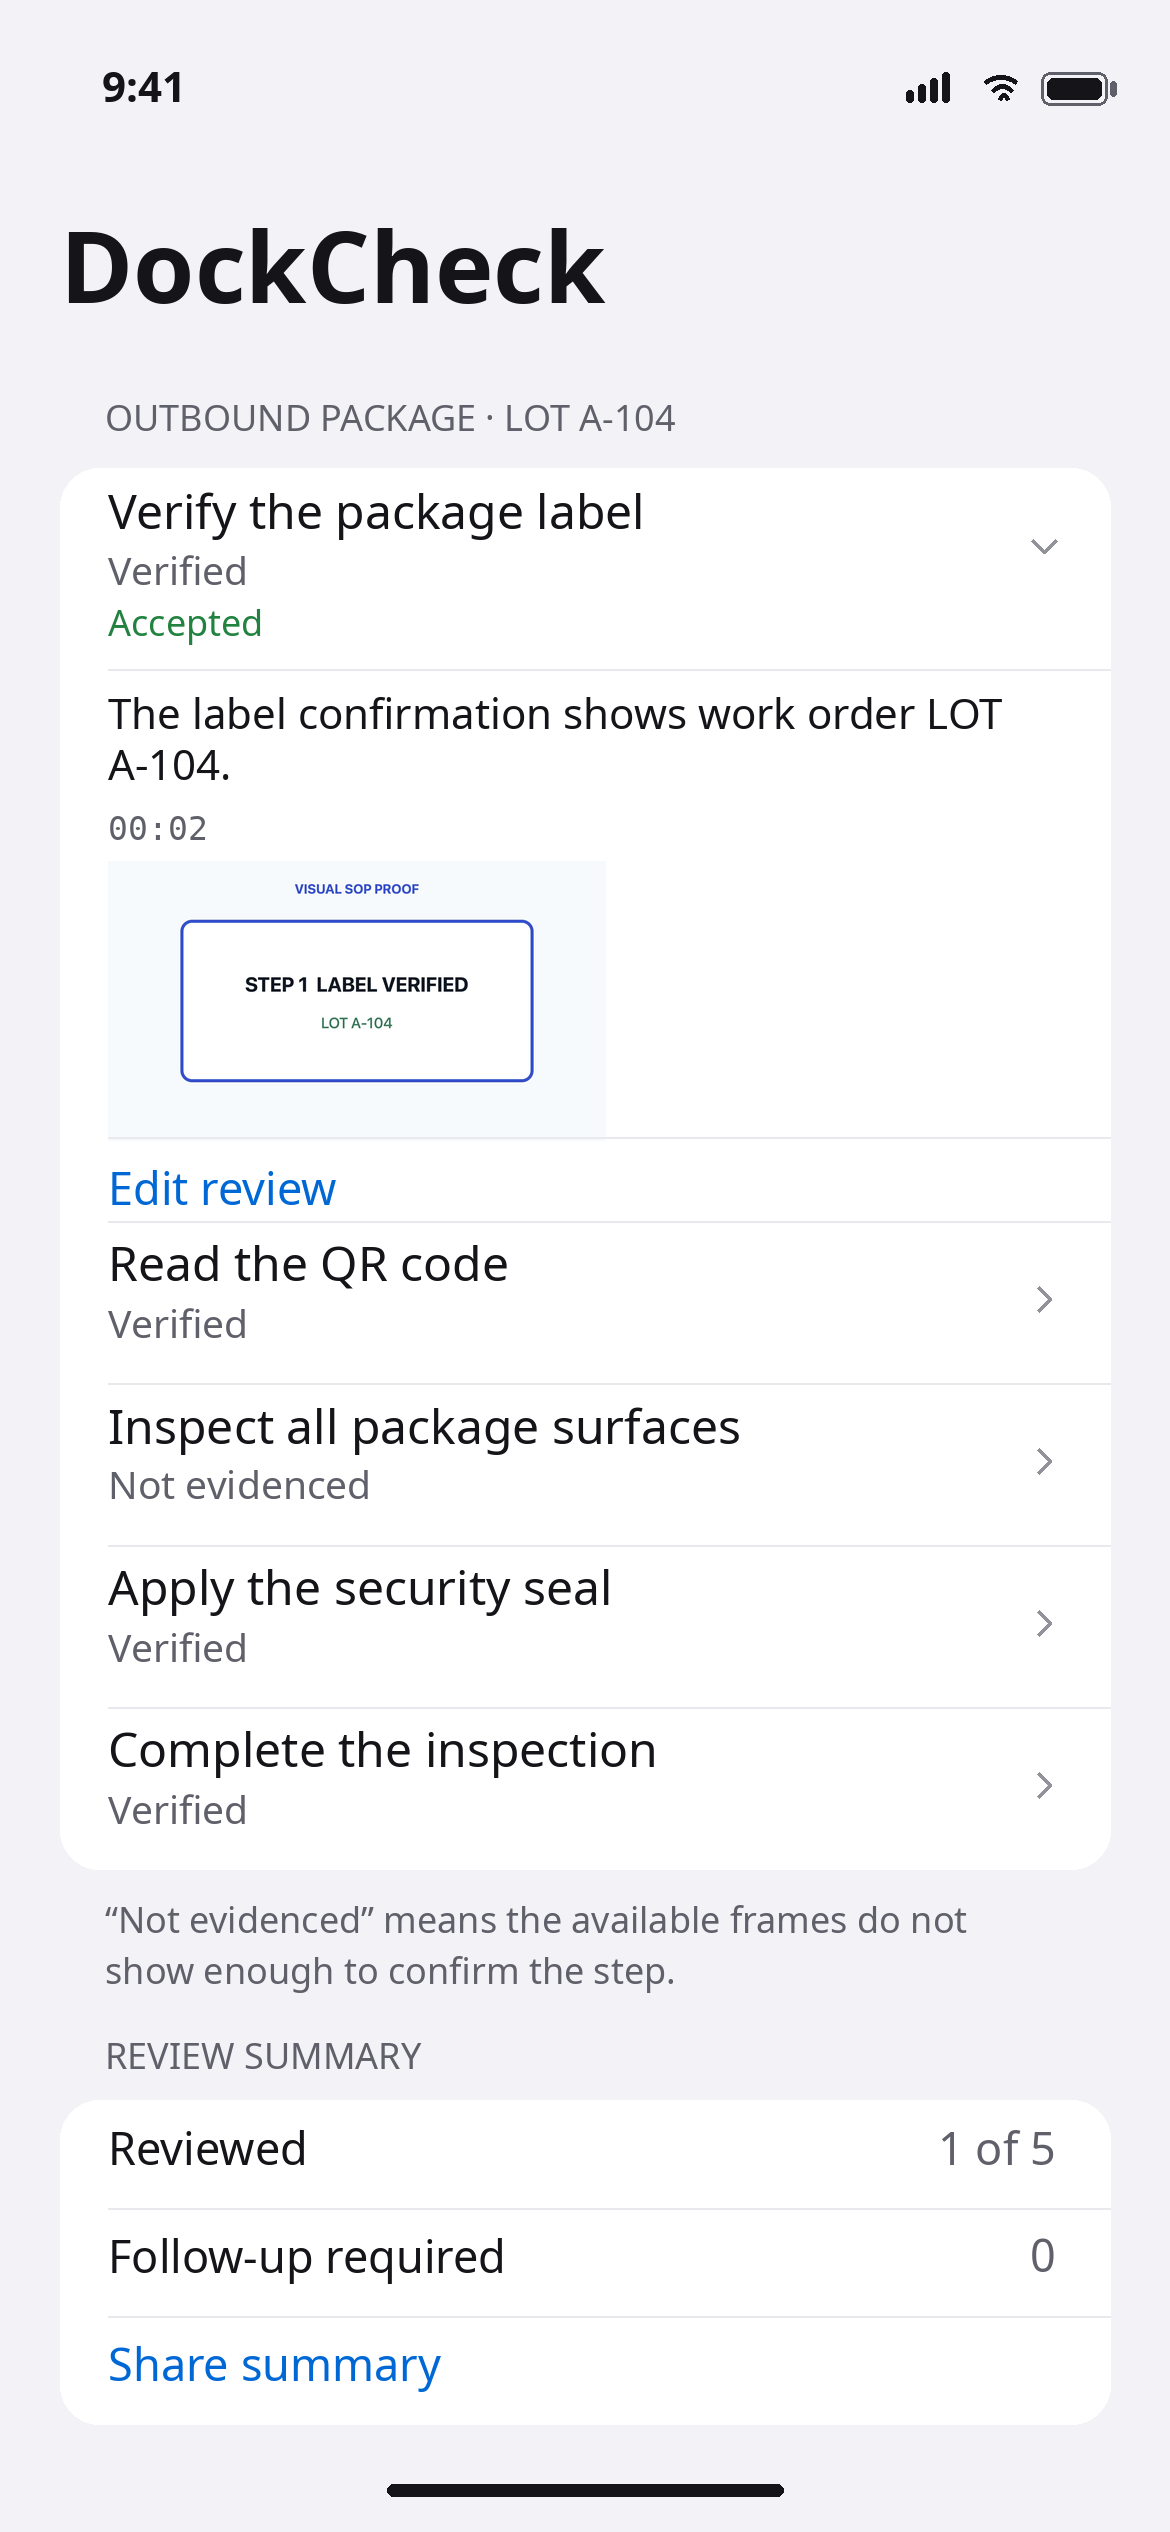 9:41
DockCheck
OUTBOUND PACKAGE · LOT A-104
Verify the package label
Verified
Accepted
The label confirmation shows work order LOT
A-104.
00:02
VISUAL SOP PROOF
STEP 1 LABEL VERIFIED
LOT A-104
Edit review
Read the QR code
Verified
Inspect all package surfaces
Not evidenced
Apply the security seal
Verified
Complete the inspection
Verified
“Not evidenced” means the available frames do not
show enough to confirm the step.
REVIEW SUMMARY
Reviewed 1 of 5
Follow-up required 0
Share summary